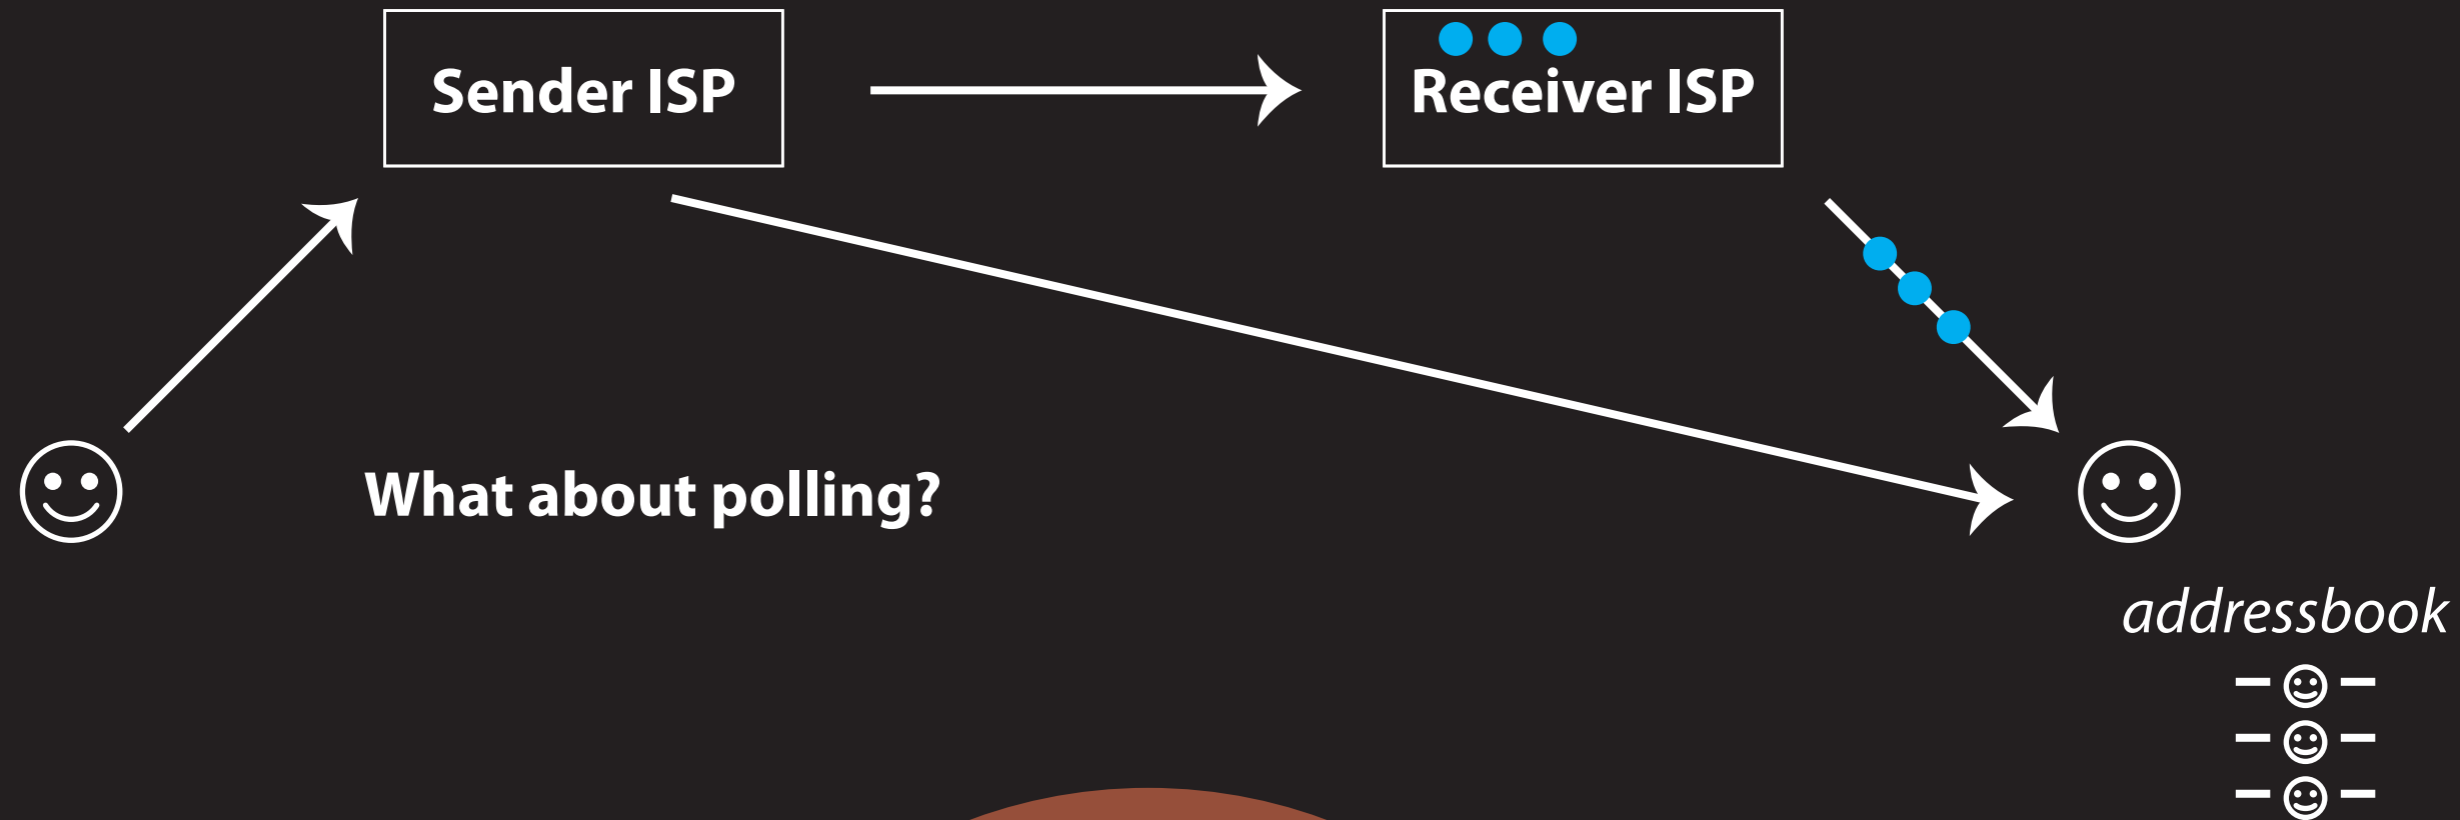 Sender ISP
Receiver ISP
What about polling?
addressbook